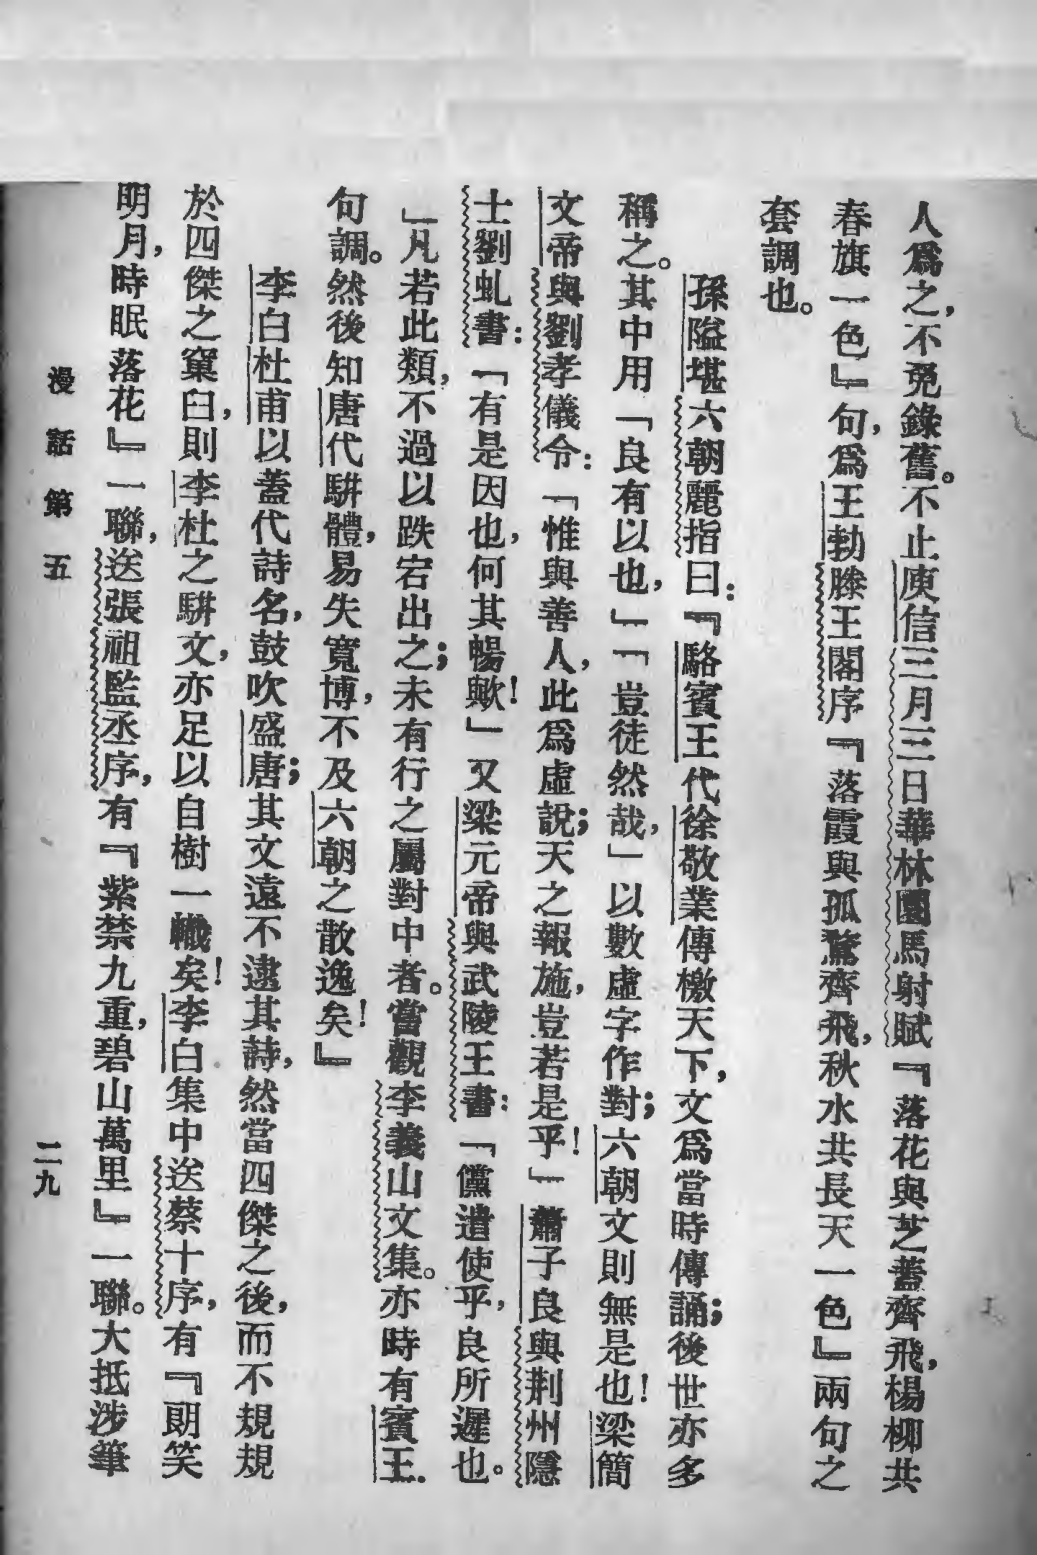 人爲之，不免錄舊。不止庾信三月三日華林園馬射賦『落花與芝蓋齊飛，楊柳共
春旗一色』句，爲王勃滕王閣序『落霞與孤鶩齊飛，秋水共長天一色』兩句之
套調也。
孫隘堪六朝麗指曰：『駱賓王代徐敬業傳檄天下，文爲當時傳誦；後世亦多
稱之。其中用「良有以也，」「豈徒然哉，」以數虛字作對；六朝文則無是也！梁簡
文帝與劉孝儀令：「惟與善人，此爲虛說；天之報施，豈若是乎！」蕭子良與荆州隱
士劉虬書：「有是因也，何其暢歟！」又梁元帝與武陵王書：「儻遣使乎，良所遲也。
」凡若此類，不過以跌宕出之；未有行之屬對中者。當觀李義山文集。亦時有賓王
句調。然後知唐代駢體，易失寬博，不及六朝之散逸矣！』
李白杜甫以蓋代詩名，鼓吹盛唐；其文遠不逮其詩，然當四傑之後，而不規規
於四傑之窠臼，則李杜之駢文，亦足以自樹一幟矣！李白集中送蔡十序，有『朗笑
明月，時眠落花』一聯，送張祖監丞序，有『紫禁九重，碧山萬里』一聯。大抵涉筆
漫話第五
二九